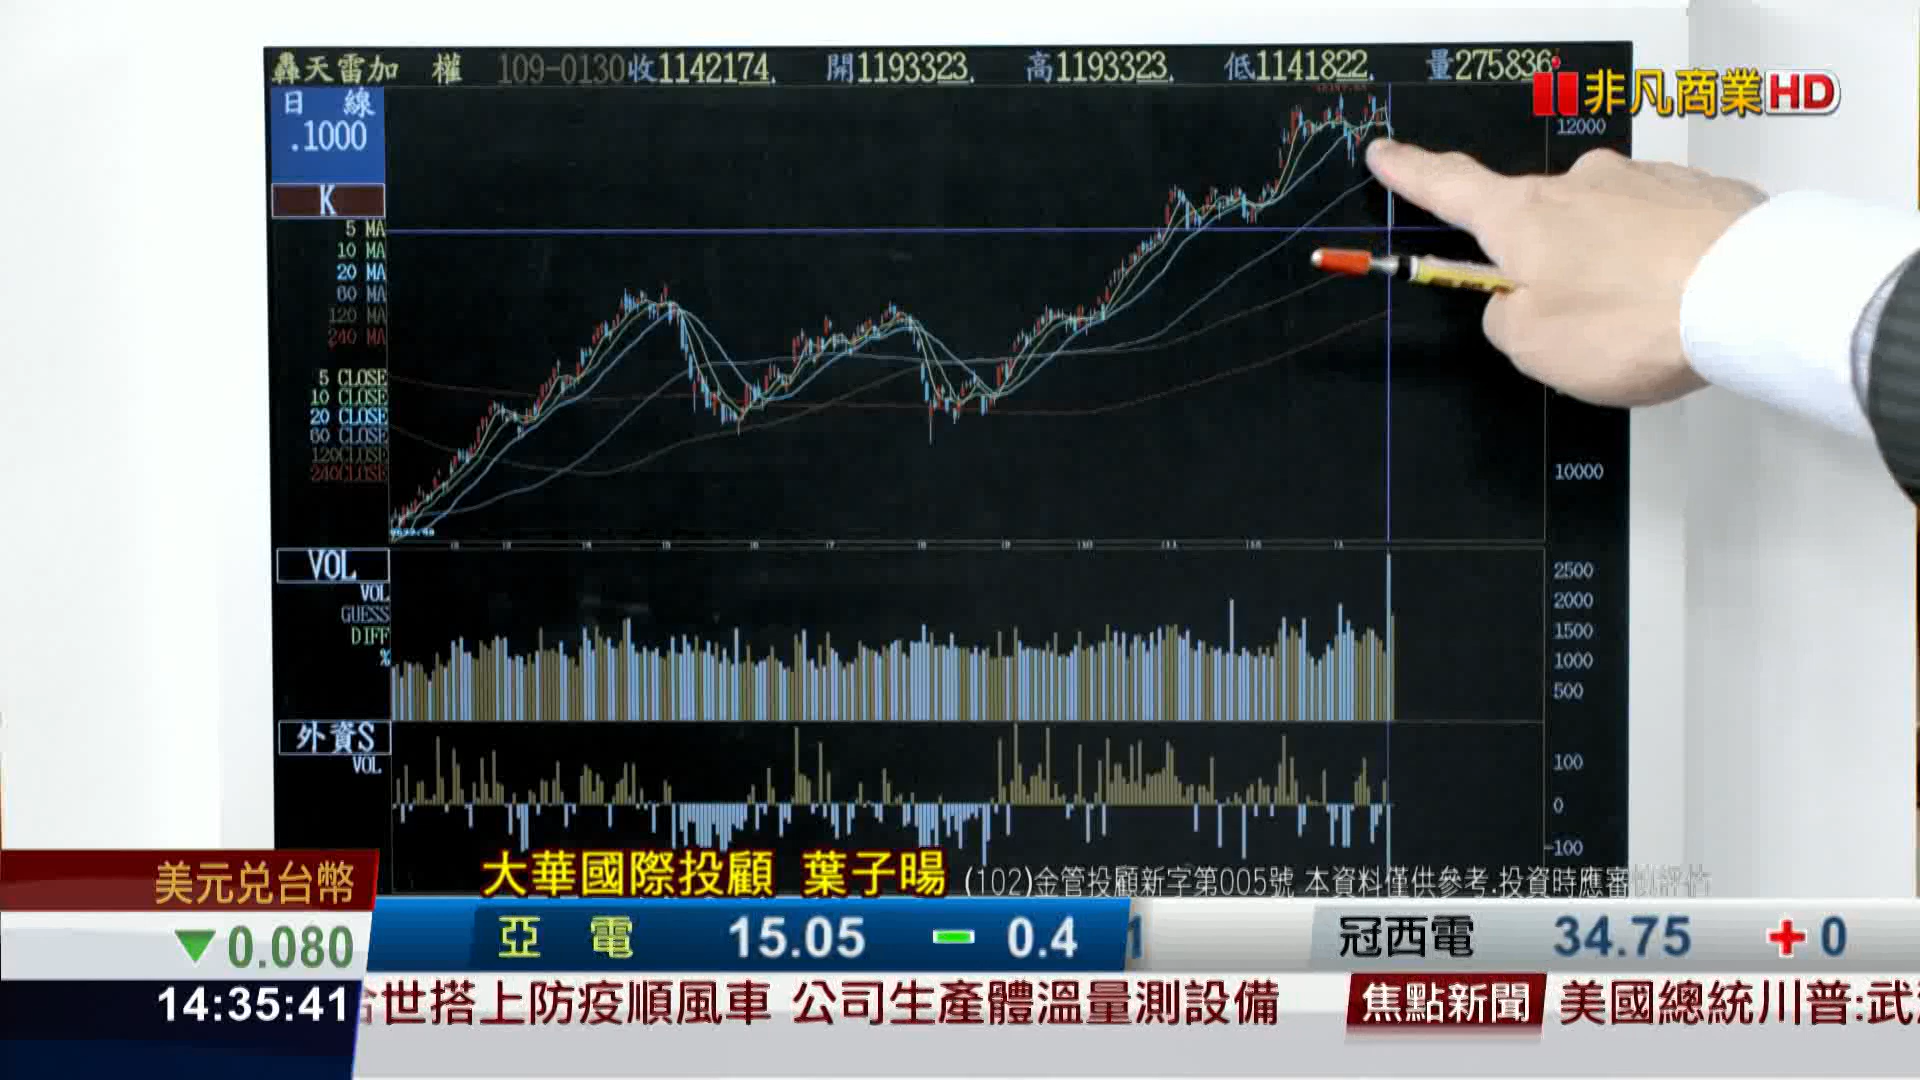 轟天雷加 權 109-0130收1142174. 開1193323. 高1193323. 低1141822. 量275836
非凡商業HD
日 線
.1000
K
5 MA
10 MA
20 MA
60 MA
120 MA
240 MA
5 CLOSE
10 CLOSE
20 CLOSE
60 CLOSE
120CLOSE
240CLOSE
12000
10000
VOL
VOL
GUESS
DIFF
%
2500
2000
1500
1000
500
外資S
VOL
100
0
-100
大華國際投顧 葉子暘 (102)金管投顧新字第005號 本資料僅供參考.投資時應審慎評估
美元兑台幣
▼0.080
亞 電 15.05 - 0.4 1 冠西電 34.75 + 0
14:35:41
台世搭上防疫順風車 公司生產體溫量測設備 焦點新聞 美國總統川普:武